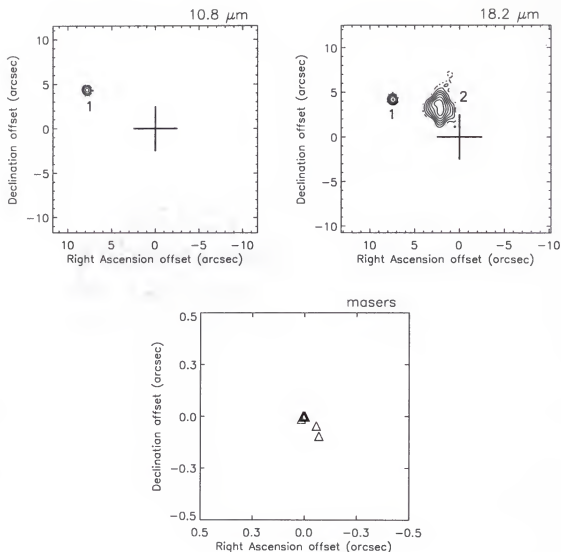 10.8 μm
Declination offset (arcsec)
10
5
0
-5
-10
1
10 5 0 -5 -10
Right Ascension offset (arcsec)
18.2 μm
Declination offset (arcsec)
10
5
0
-5
-10
1
2
10 5 0 -5 -10
Right Ascension offset (arcsec)
masers
Declination offset (arcsec)
0.5
0.3
0.0
-0.3
-0.5
0.5 0.3 0.0 -0.3 -0.5
Right Ascension offset (arcsec)